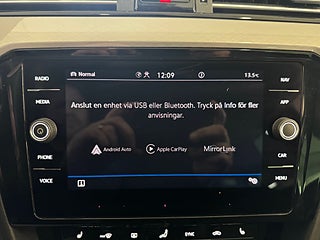 RADIO
MEDIA
PHONE
VOICE
Normal 12:09 13.5°C
Anslut en enhet via USB eller Bluetooth. Tryck på Info för fler
anvisningar.
Android Auto Apple CarPlay MirrorLink
NAV
APP
CAR
MENU
SYNC